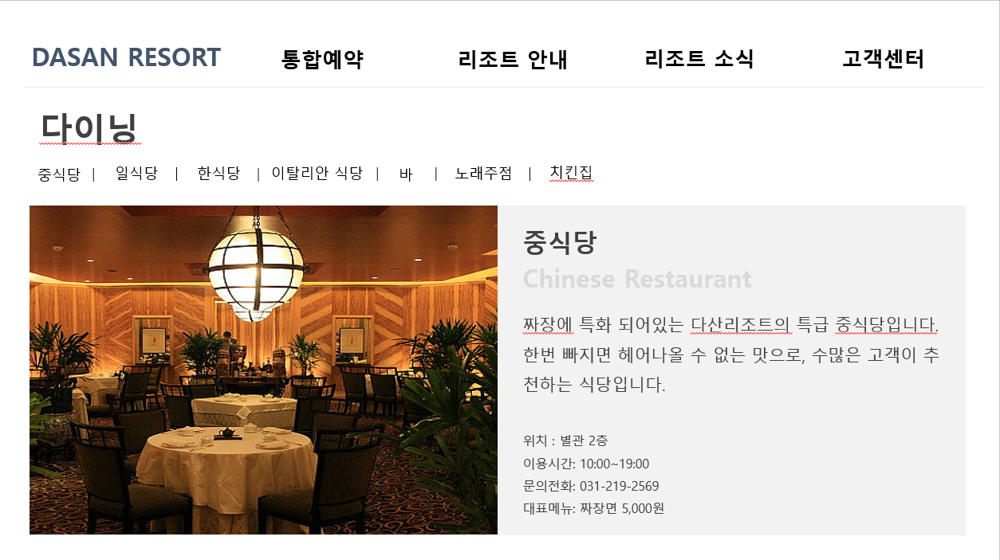 DASAN RESORT 통합예약 리조트 안내 리조트 소식 고객센터
다이닝
중식당 | 일식당 | 한식당 | 이탈리안 식당 | 바 | 노래주점 | 치킨집
중식당
Chinese Restaurant
짜장에 특화 되어있는 다산리조트의 특급 중식당입니다.
한번 빠지면 헤어나올 수 없는 맛으로, 수많은 고객이 추
천하는 식당입니다.
위치 : 별관 2층
이용시간: 10:00~19:00
문의전화: 031-219-2569
대표메뉴: 짜장면 5,000원